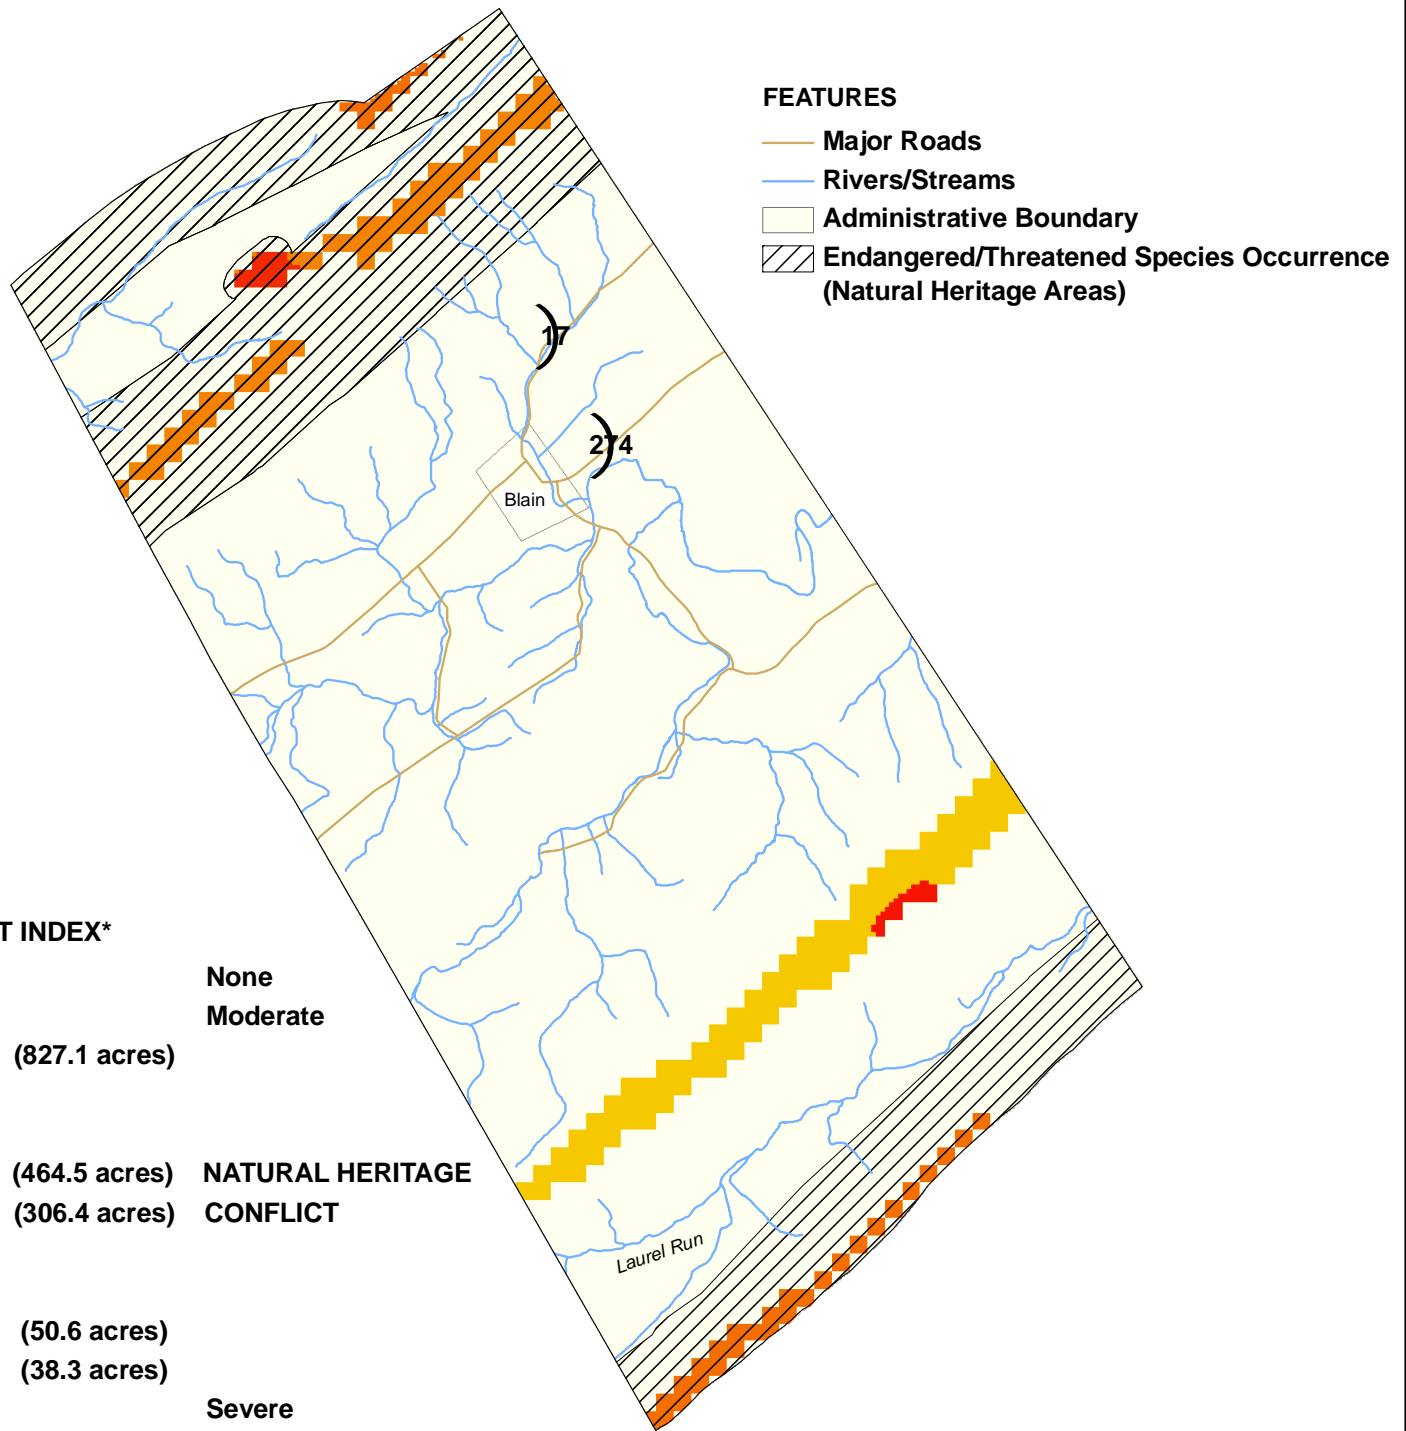 FEATURES
Major Roads
Rivers/Streams
Administrative Boundary
Endangered/Threatened Species Occurrence
(Natural Heritage Areas)
17
274
Blain
T INDEX*
None
Moderate
(827.1 acres)
(464.5 acres) NATURAL HERITAGE
(306.4 acres) CONFLICT
Laurel Run
(50.6 acres)
(38.3 acres)
Severe